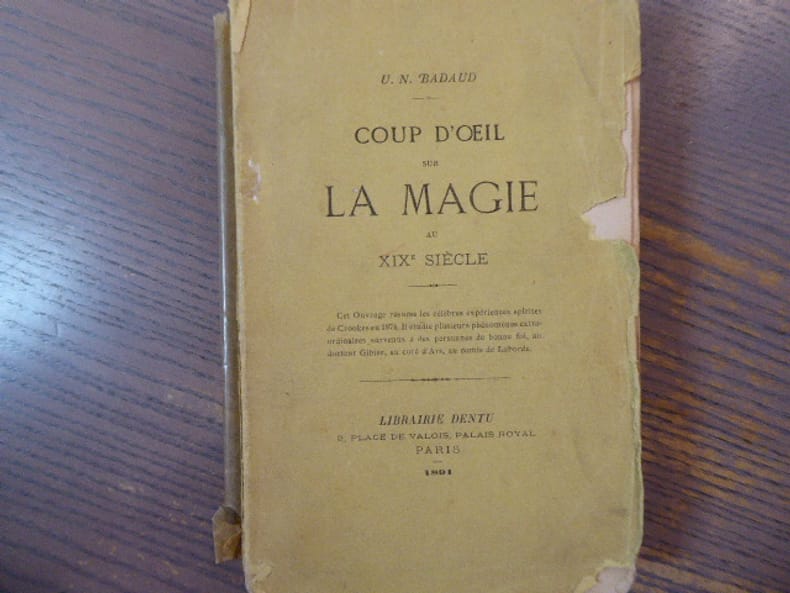 U. N. BADAUD
COUP D'OEIL
SUR
LA MAGIE
AU
XIXE SIÈCLE
Cet Ouvrage résume les célèbres expériences spirites
de Crookes en 1874. Il étudie plusieurs phénomènes extra-
ordinaires survenus à des personnes de bonne foi, au
docteur Gibier, au curé d'Ars, au comte de Laborde.
LIBRAIRIE DENTU
3, PLACE DE VALOIS, PALAIS ROYAL
PARIS
1891